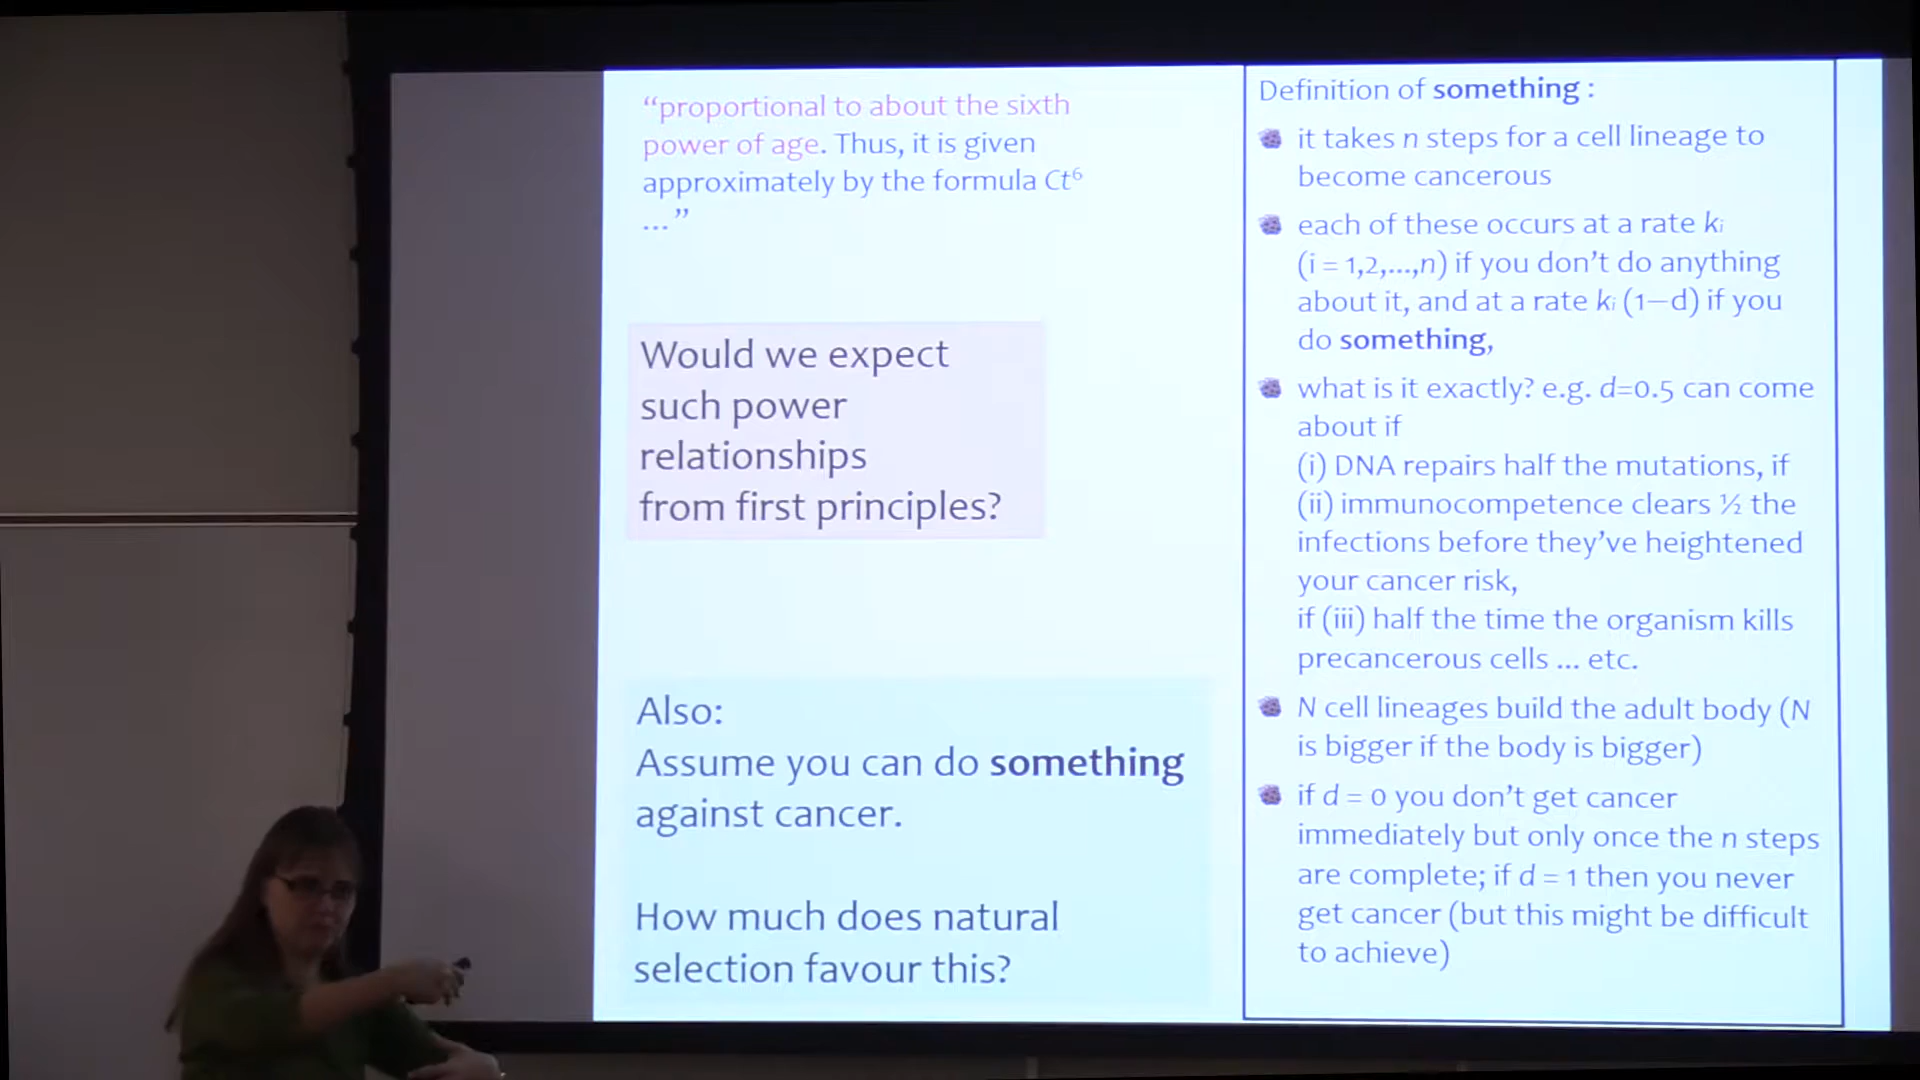 “proportional to about the sixth
power of age. Thus, it is given
approximately by the formula Ct⁶
...”
Would we expect
such power
relationships
from first principles?
Also:
Assume you can do something
against cancer.
How much does natural
selection favour this?
Definition of something :
it takes n steps for a cell lineage to
become cancerous
each of these occurs at a rate kᵢ
(i = 1,2,...,n) if you don’t do anything
about it, and at a rate kᵢ (1–d) if you
do something,
what is it exactly? e.g. d=0.5 can come
about if
(i) DNA repairs half the mutations, if
(ii) immunocompetence clears ½ the
infections before they’ve heightened
your cancer risk,
if (iii) half the time the organism kills
precancerous cells ... etc.
N cell lineages build the adult body (N
is bigger if the body is bigger)
if d = 0 you don’t get cancer
immediately but only once the n steps
are complete; if d = 1 then you never
get cancer (but this might be difficult
to achieve)